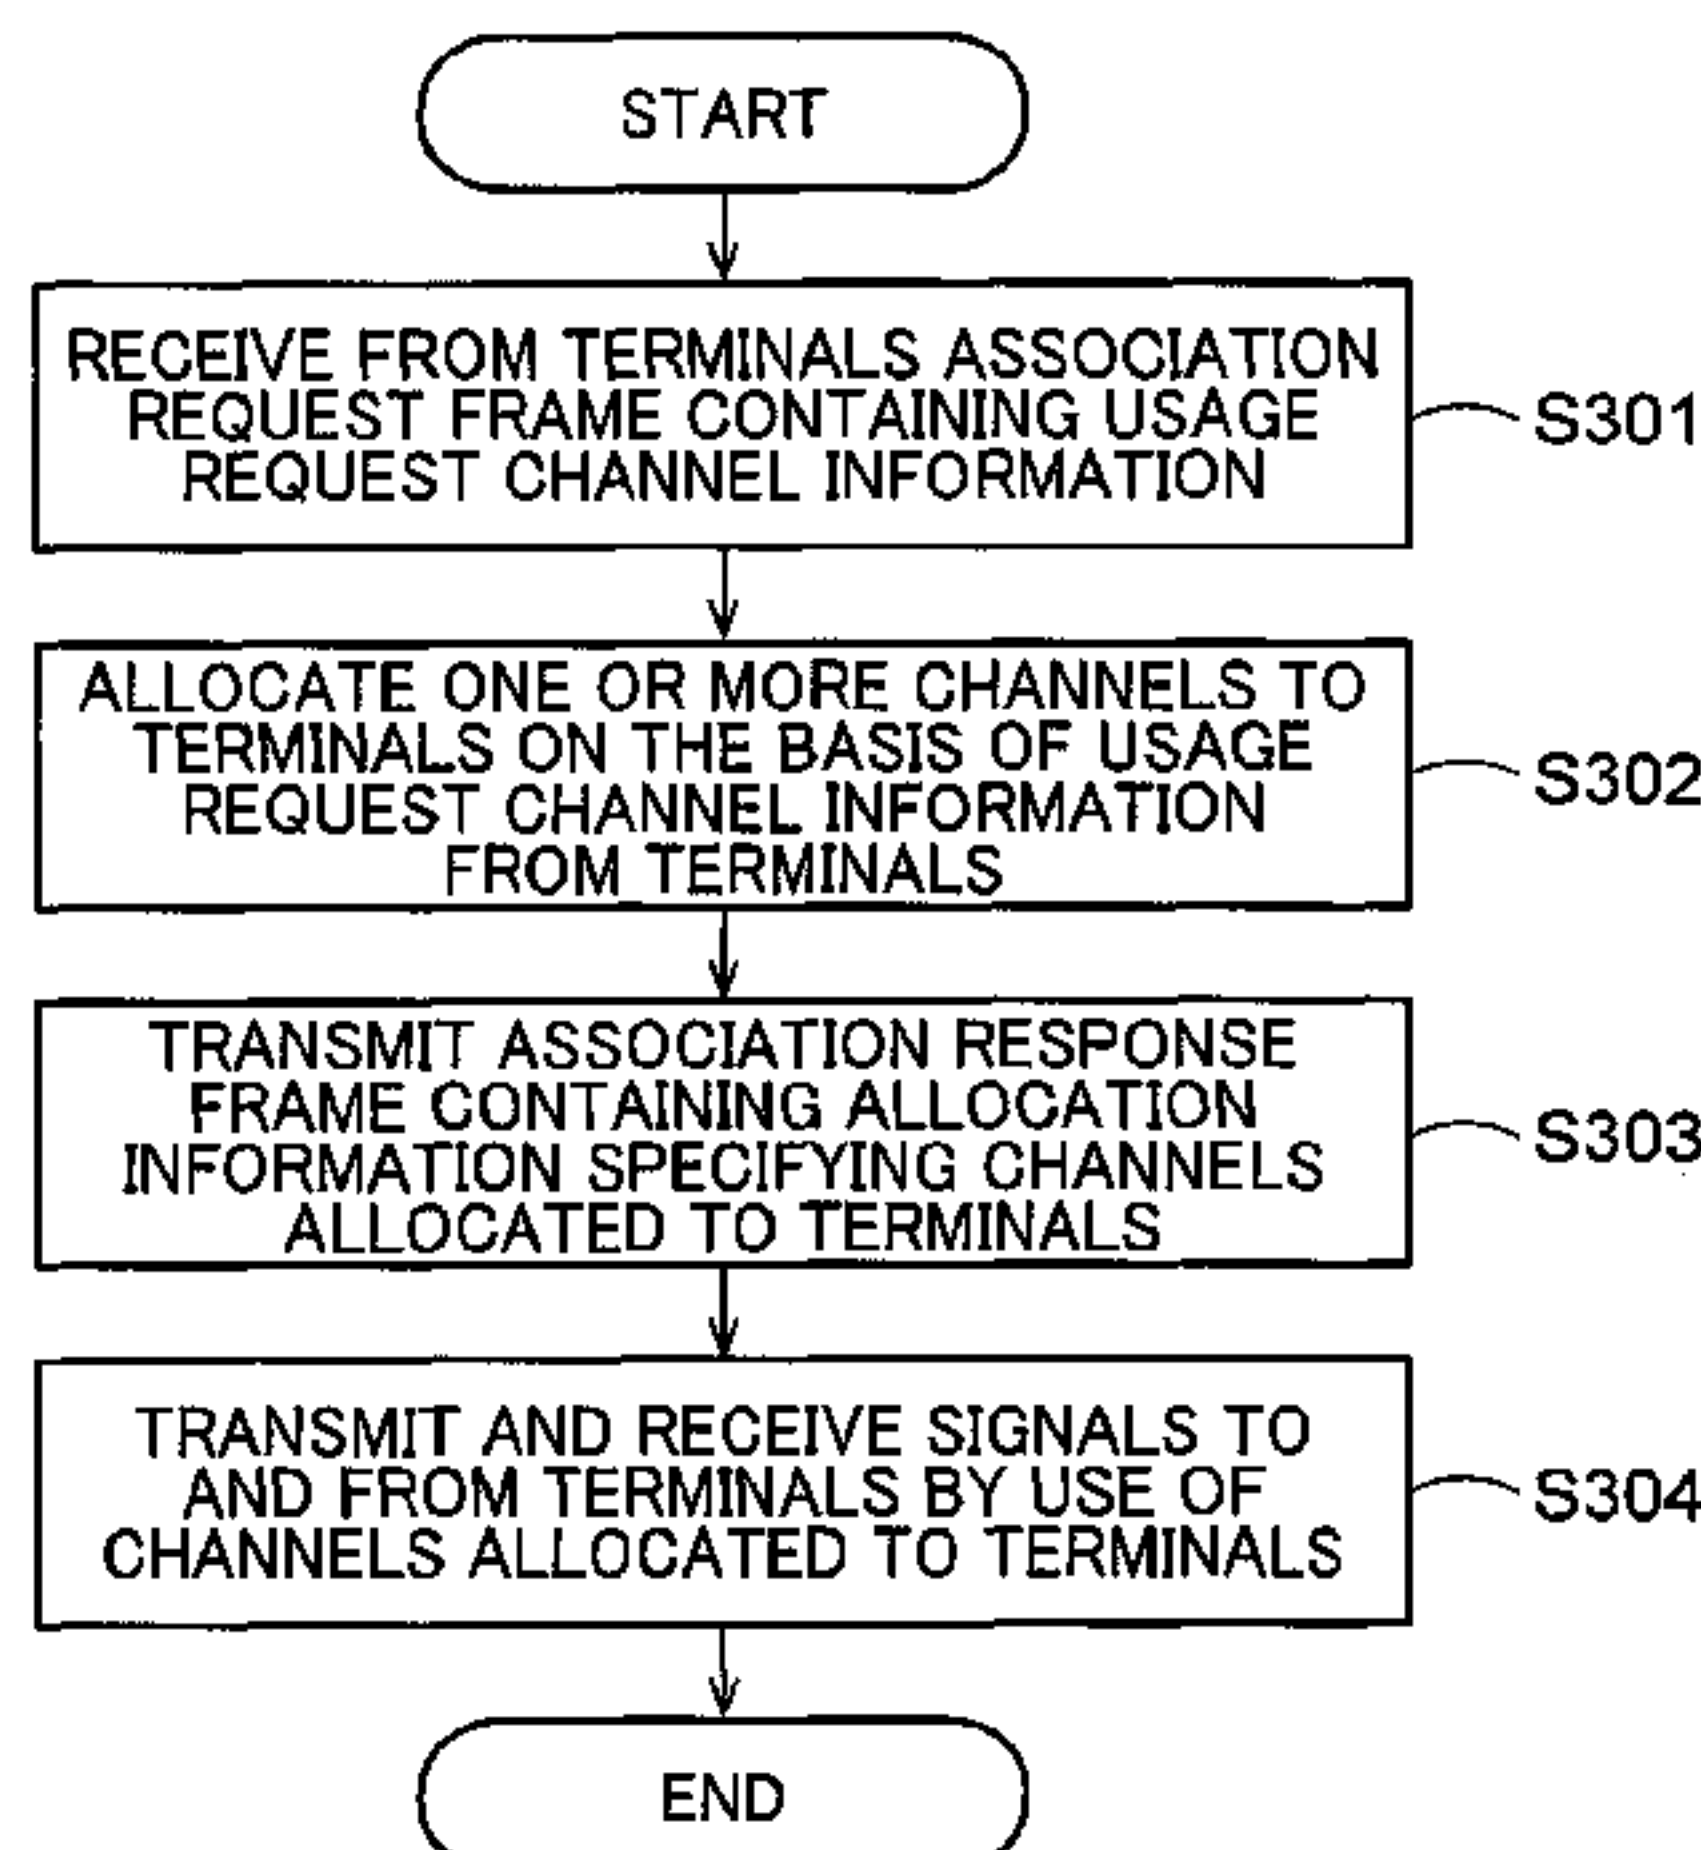 START
RECEIVE FROM TERMINALS ASSOCIATION
REQUEST FRAME CONTAINING USAGE
REQUEST CHANNEL INFORMATION
S301
ALLOCATE ONE OR MORE CHANNELS TO
TERMINALS ON THE BASIS OF USAGE
REQUEST CHANNEL INFORMATION
FROM TERMINALS
S302
TRANSMIT ASSOCIATION RESPONSE
FRAME CONTAINING ALLOCATION
INFORMATION SPECIFYING CHANNELS
ALLOCATED TO TERMINALS
S303
TRANSMIT AND RECEIVE SIGNALS TO
AND FROM TERMINALS BY USE OF
CHANNELS ALLOCATED TO TERMINALS
S304
END